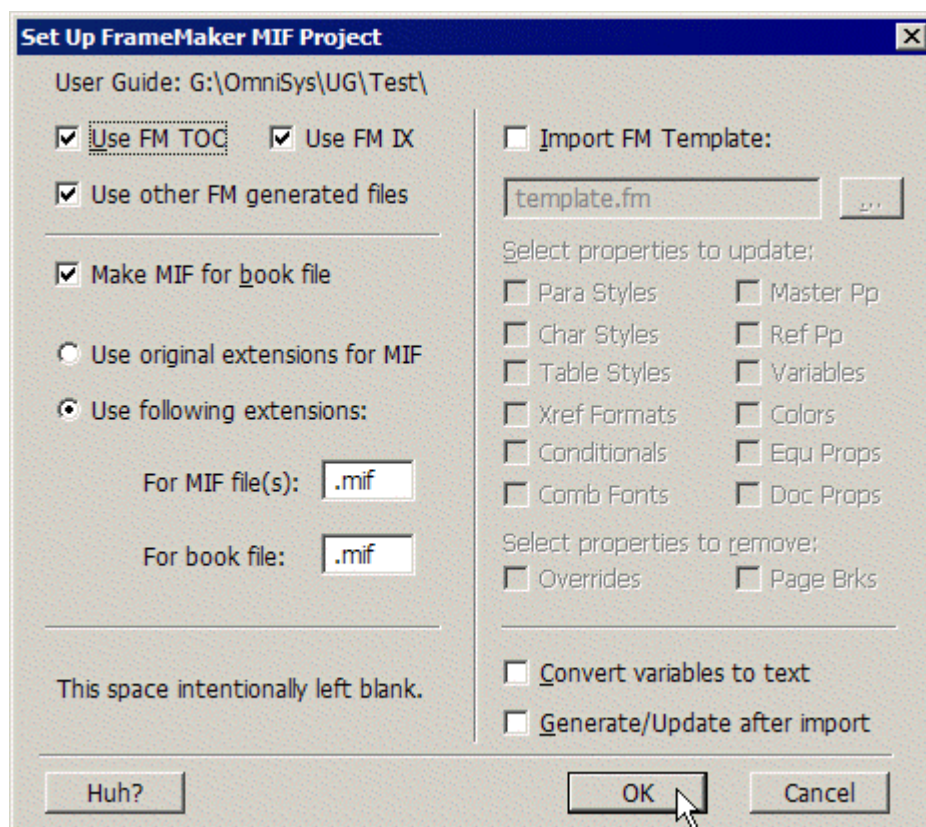 Set Up FrameMaker MIF Project
User Guide: G:\OmniSys\UG\Test\
Use FM TOC
Use FM IX
Use other FM generated files
Make MIF for book file
Use original extensions for MIF
Use following extensions:
For MIF file(s): .mif
For book file: .mif
This space intentionally left blank.
Import FM Template:
template.fm ...
Select properties to update:
Para Styles Master Pp
Char Styles Ref Pp
Table Styles Variables
Xref Formats Colors
Conditionals Equ Props
Comb Fonts Doc Props
Select properties to remove:
Overrides Page Brks
Convert variables to text
Generate/Update after import
Huh? OK Cancel